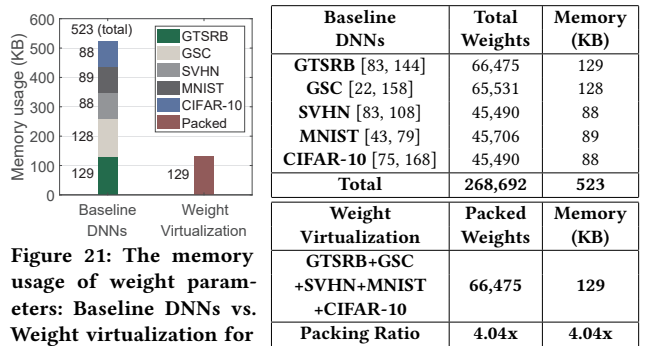 600
500
400
300
200
100
0
Memory usage (KB)
523 (total)
88
89
88
128
129
129
GTSRB
GSC
SVHN
MNIST
CIFAR-10
Packed
Baseline
DNNs
Weight
Virtualization
Figure 21: The memory
usage of weight param-
eters: Baseline DNNs vs.
Weight virtualization for
Baseline Total Memory
DNNs Weights (KB)
GTSRB [83, 144] 66,475 129
GSC [22, 158] 65,531 128
SVHN [83, 108] 45,490 88
MNIST [43, 79] 45,706 89
CIFAR-10 [75, 168] 45,490 88
Total 268,692 523
Weight Packed Memory
Virtualization Weights (KB)
GTSRB+GSC
+SVHN+MNIST 66,475 129
+CIFAR-10
Packing Ratio 4.04x 4.04x